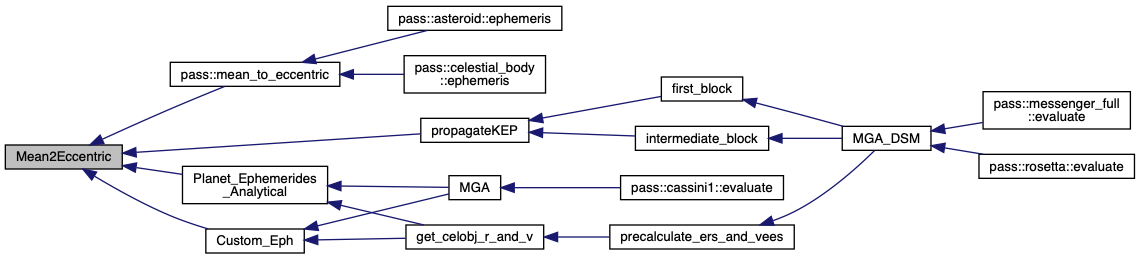 pass::asteroid::ephemeris
pass::mean_to_eccentric
pass::celestial_body
::ephemeris
first_block
pass::messenger_full
::evaluate
propagateKEP
intermediate_block
MGA_DSM
Mean2Eccentric
pass::rosetta::evaluate
Planet_Ephemerides
_Analytical
MGA
pass::cassini1::evaluate
Custom_Eph
get_celobj_r_and_v
precalculate_ers_and_vees